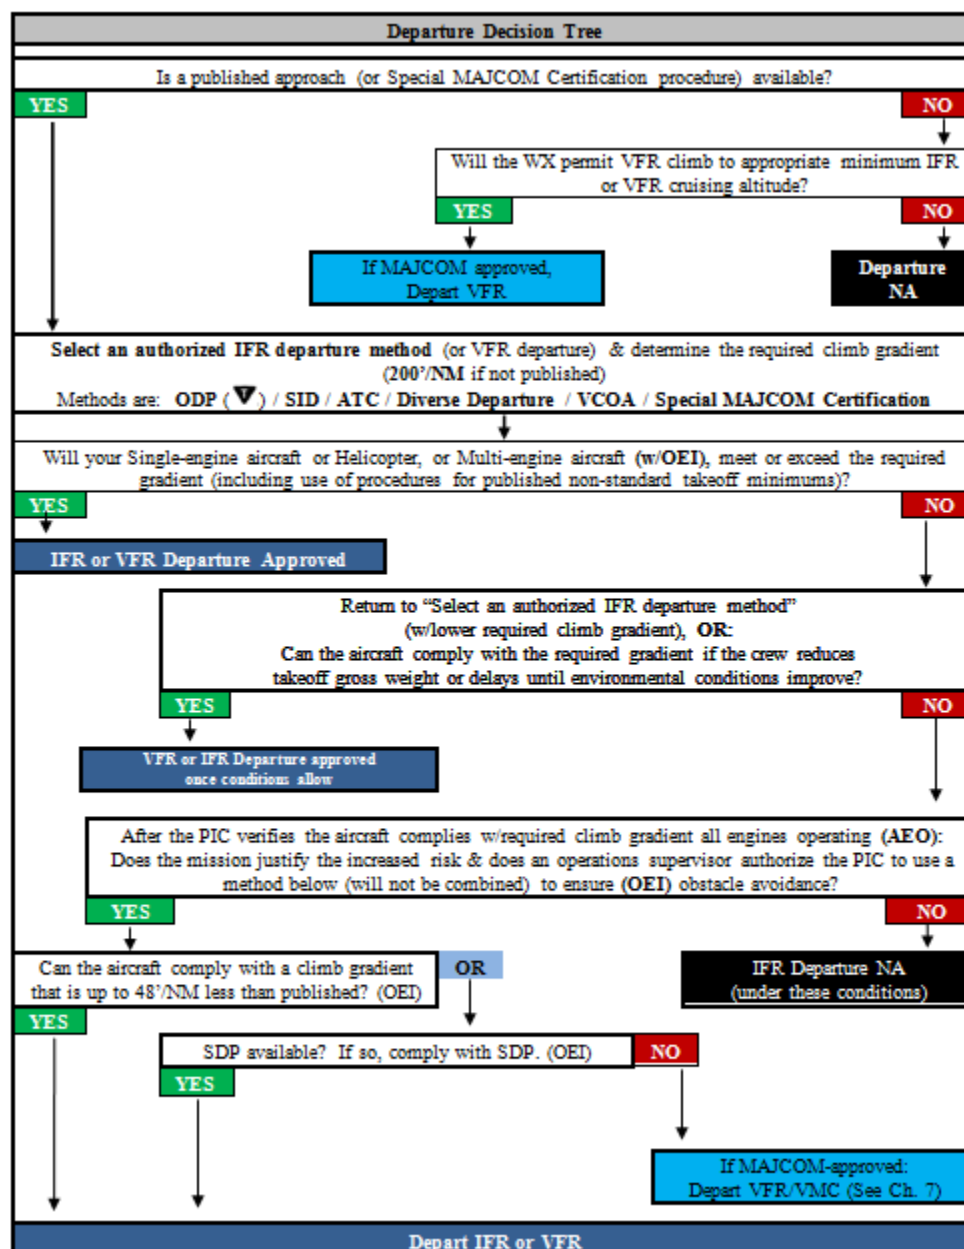 Departure Decision Tree
Is a published approach (or Special MAJCOM Certification procedure) available?
YES
NO
Will the WX permit VFR climb to appropriate minimum IFR
or VFR cruising altitude?
YES
NO
If MAJCOM approved,
Depart VFR
Departure
NA
Select an authorized IFR departure method (or VFR departure) & determine the required climb gradient
(200'/NM if not published)
Methods are: ODP (▼) / SID / ATC / Diverse Departure / VCOA / Special MAJCOM Certification
Will your Single-engine aircraft or Helicopter, or Multi-engine aircraft (w/OEI), meet or exceed the required
gradient (including use of procedures for published non-standard takeoff minimums)?
YES
NO
IFR or VFR Departure Approved
Return to “Select an authorized IFR departure method”
(w/lower required climb gradient), OR:
Can the aircraft comply with the required gradient if the crew reduces
takeoff gross weight or delays until environmental conditions improve?
YES
NO
VFR or IFR Departure approved
once conditions allow
After the PIC verifies the aircraft complies w/required climb gradient all engines operating (AEO):
Does the mission justify the increased risk & does an operations supervisor authorize the PIC to use a
method below (will not be combined) to ensure (OEI) obstacle avoidance?
YES
NO
Can the aircraft comply with a climb gradient
that is up to 48'/NM less than published? (OEI)
OR
IFR Departure NA
(under these conditions)
YES
SDP available? If so, comply with SDP. (OEI)
NO
YES
If MAJCOM-approved:
Depart VFR/VMC (See Ch. 7)
Depart IFR or VFR